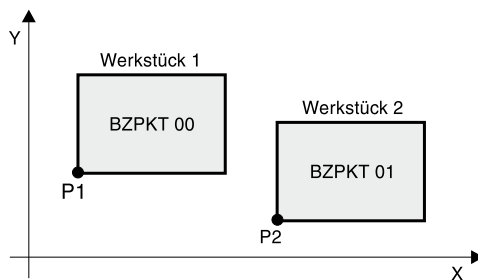 Y
Werkstück 1
BZPKT 00
P1
Werkstück 2
BZPKT 01
P2
X